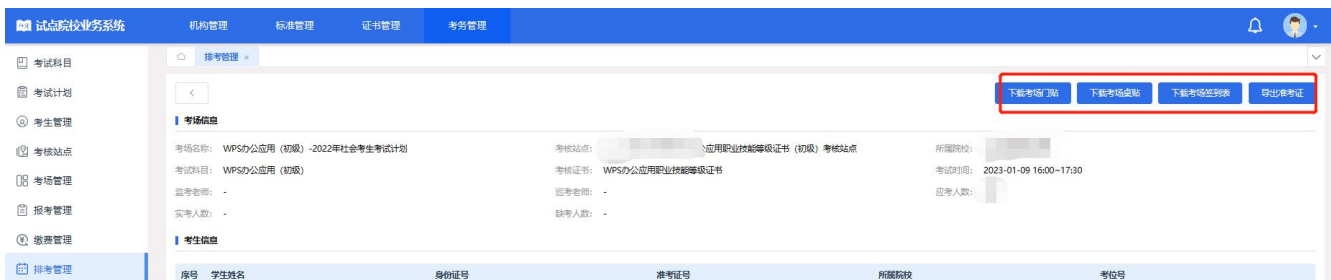 试点院校业务系统 机构管理 标准管理 证书管理 考务管理
考试科目
考试计划
考生管理
考核站点
考场管理
报考管理
缴费管理
排考管理
排考管理 ×
下载考场门贴 下载考场桌贴 下载考场签到表 导出准考证
考场信息
考场名称: WPS办公应用（初级）-2022年社会考生考试计划 考核站点: 公应用职业技能等级证书（初级）考核站点 所属院校:
考试科目: WPS办公应用（初级） 考核证书: WPS办公应用职业技能等级证书 考试时间: 2023-01-09 16:00~17:30
监考老师: - 巡考老师: - 应考人数:
实考人数: - 缺考人数: -
考生信息
序号 学生姓名 身份证号 准考证号 所属院校 考位号